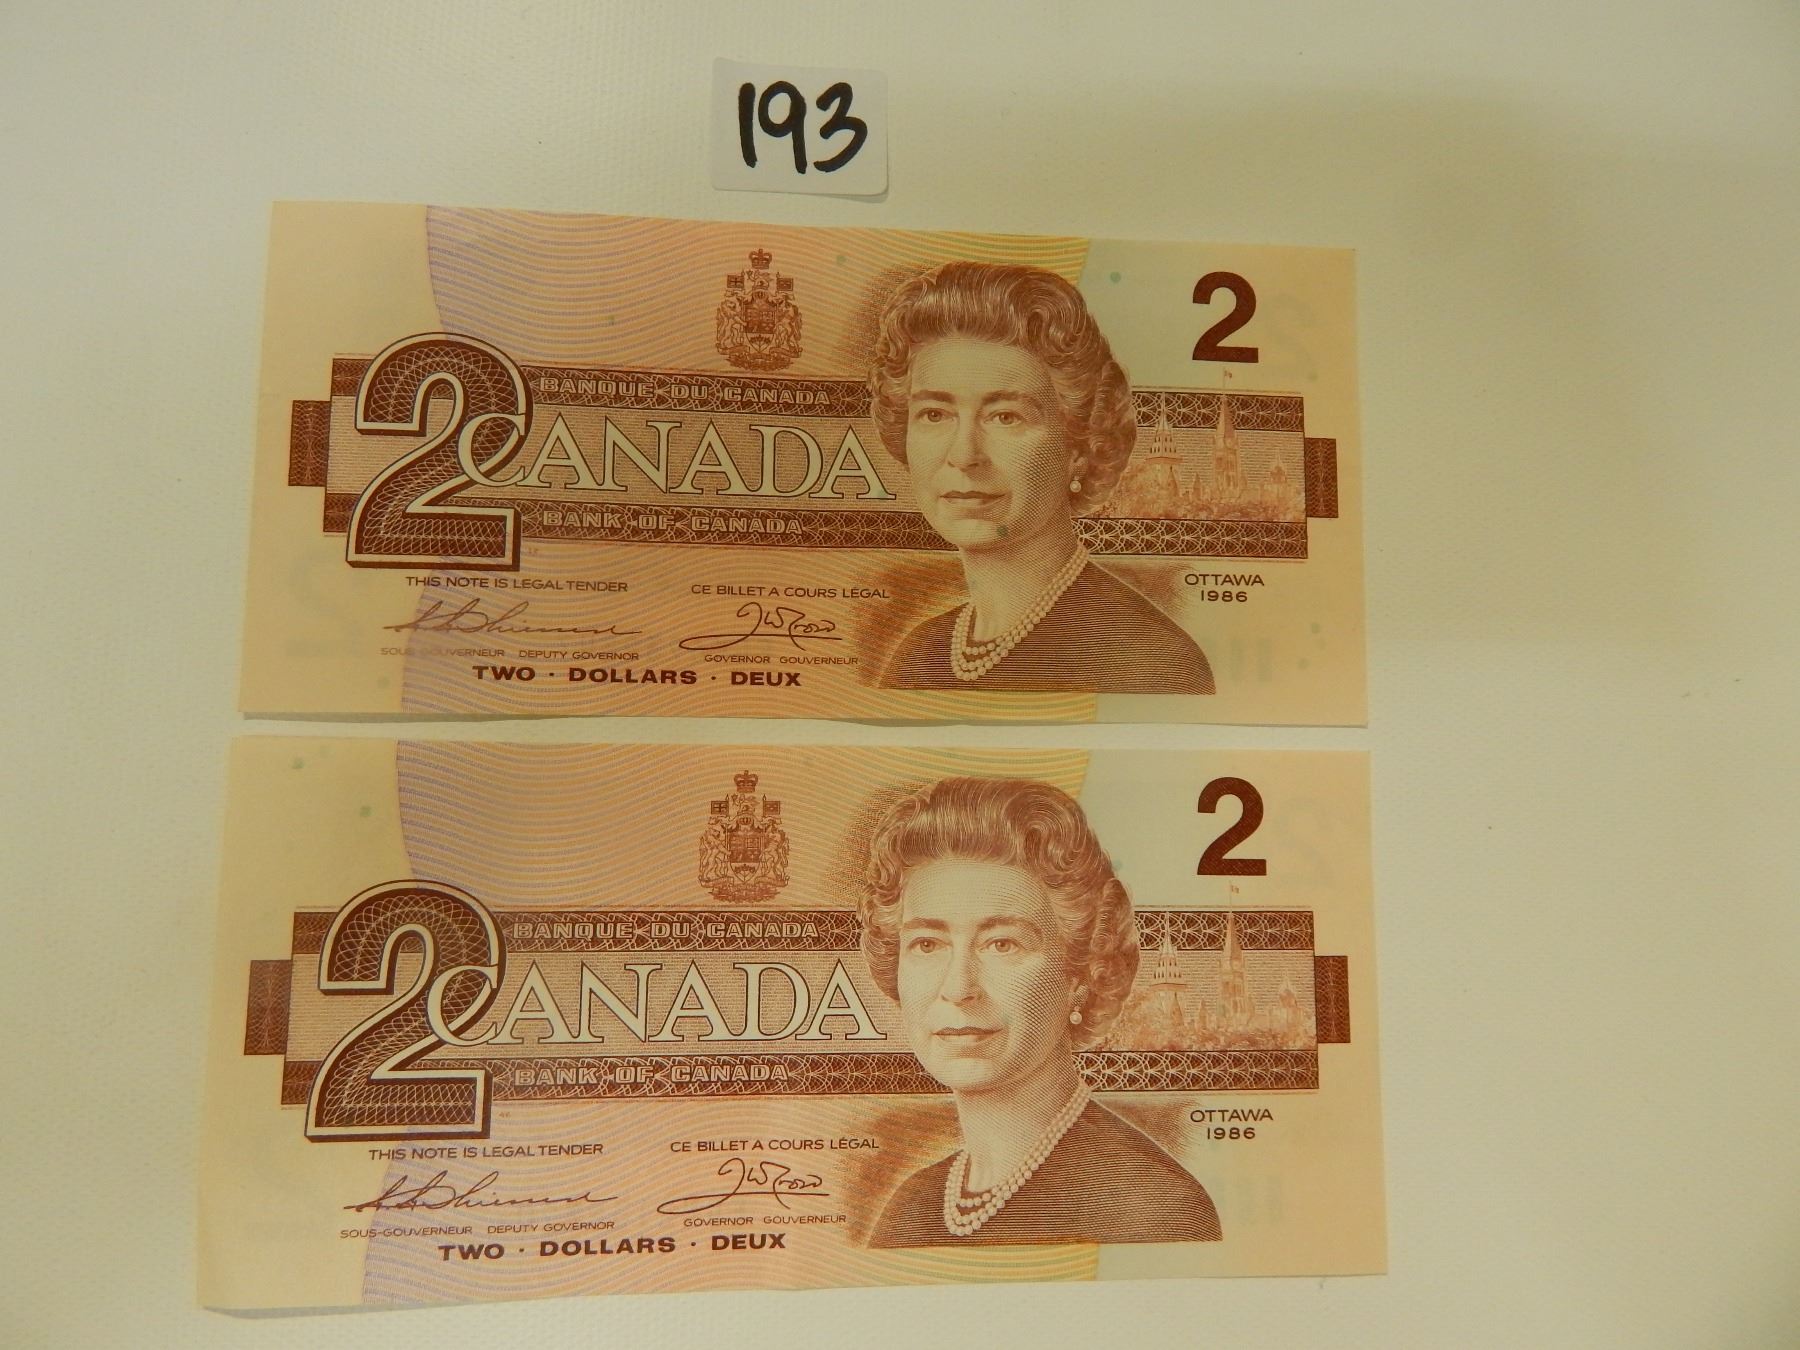 193
2
2
BANQUE DU CANADA
CANADA
BANK OF CANADA
THIS NOTE IS LEGAL TENDER
CE BILLET A COURS LÉGAL
OTTAWA
1986
SOUS-GOUVERNEUR DEPUTY GOVERNOR
GOVERNOR GOUVERNEUR
TWO · DOLLARS · DEUX
2
2
BANQUE DU CANADA
CANADA
BANK OF CANADA
THIS NOTE IS LEGAL TENDER
CE BILLET A COURS LÉGAL
OTTAWA
1986
SOUS-GOUVERNEUR DEPUTY GOVERNOR
GOVERNOR GOUVERNEUR
TWO · DOLLARS · DEUX